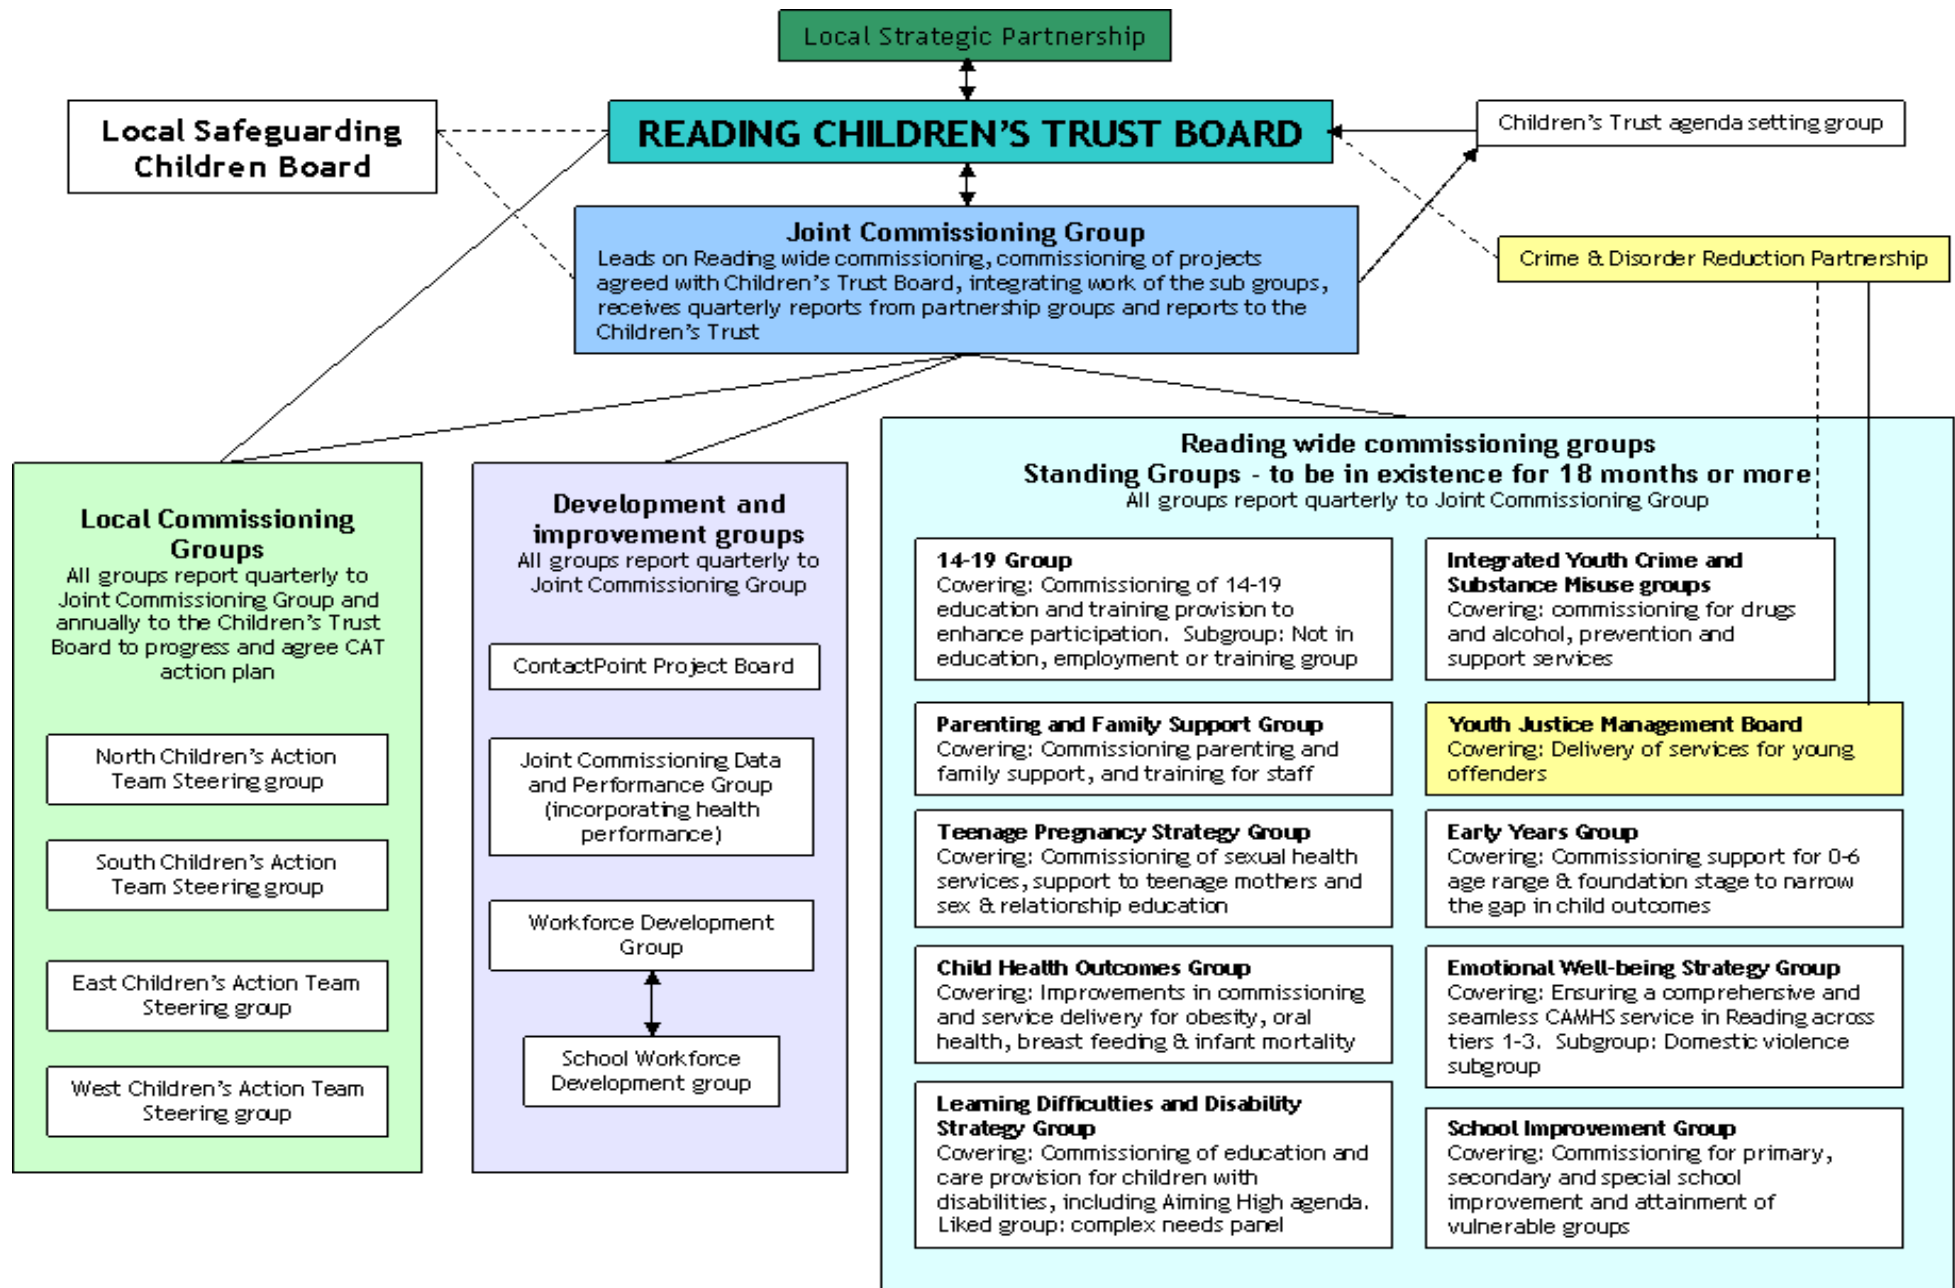 Local Strategic Partnership
Local Safeguarding
Children Board
READING CHILDREN'S TRUST BOARD
Children's Trust agenda setting group
Joint Commissioning Group
Leads on Reading wide commissioning, commissioning of projects
agreed with Children's Trust Board, integrating work of the sub groups,
receives quarterly reports from partnership groups and reports to the
Children's Trust
Crime & Disorder Reduction Partnership
Local Commissioning
Groups
All groups report quarterly to
Joint Commissioning Group and
annually to the Children's Trust
Board to progress and agree CAT
action plan
North Children's Action
Team Steering group
South Children's Action
Team Steering group
East Children's Action Team
Steering group
West Children's Action Team
Steering group
Development and
improvement groups
All groups report quarterly to
Joint Commissioning Group
ContactPoint Project Board
Joint Commissioning Data
and Performance Group
(incorporating health
performance)
Workforce Development
Group
School Workforce
Development group
Reading wide commissioning groups
Standing Groups - to be in existence for 18 months or more
All groups report quarterly to Joint Commissioning Group
14-19 Group
Covering: Commissioning of 14-19
education and training provision to
enhance participation. Subgroup: Not in
education, employment or training group
Integrated Youth Crime and
Substance Misuse groups
Covering: commissioning for drugs
and alcohol, prevention and
support services
Parenting and Family Support Group
Covering: Commissioning parenting and
family support, and training for staff
Youth Justice Management Board
Covering: Delivery of services for young
offenders
Teenage Pregnancy Strategy Group
Covering: Commissioning of sexual health
services, support to teenage mothers and
sex & relationship education
Early Years Group
Covering: Commissioning support for 0-6
age range & foundation stage to narrow
the gap in child outcomes
Child Health Outcomes Group
Covering: Improvements in commissioning
and service delivery for obesity, oral
health, breast feeding & infant mortality
Emotional Well-being Strategy Group
Covering: Ensuring a comprehensive and
seamless CAMHS service in Reading across
tiers 1-3. Subgroup: Domestic violence
subgroup
Learning Difficulties and Disability
Strategy Group
Covering: Commissioning of education and
care provision for children with
disabilities, including Aiming High agenda.
Liked group: complex needs panel
School Improvement Group
Covering: Commissioning for primary,
secondary and special school
improvement and attainment of
vulnerable groups